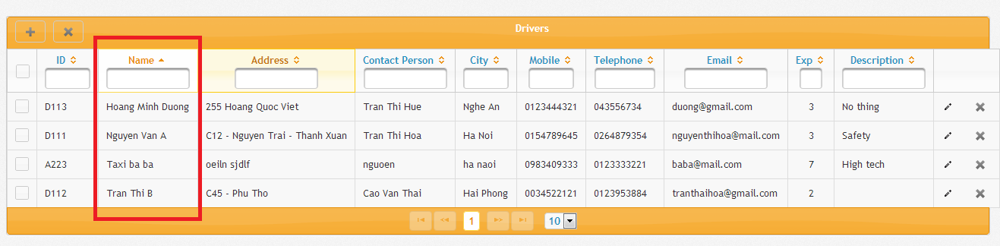 Drivers
ID Name Address Contact Person City Mobile Telephone Email Exp Description
D113 Hoang Minh Duong 255 Hoang Quoc Viet Tran Thi Hue Nghe An 0123444321 043556734 duong@gmail.com 3 No thing
D111 Nguyen Van A C12 - Nguyen Trai - Thanh Xuan Tran Thi Hoa Ha Noi 0154789645 0264879354 nguyenthihoa@mail.com 3 Safety
A223 Taxi ba ba oeiln sjdlf nguoen ha naoi 0983409333 0123333221 baba@mail.com 7 High tech
D112 Tran Thi B C45 - Phu Tho Cao Van Thai Hai Phong 0034522121 0123953884 tranthaihoa@gmail.com 2
1 10